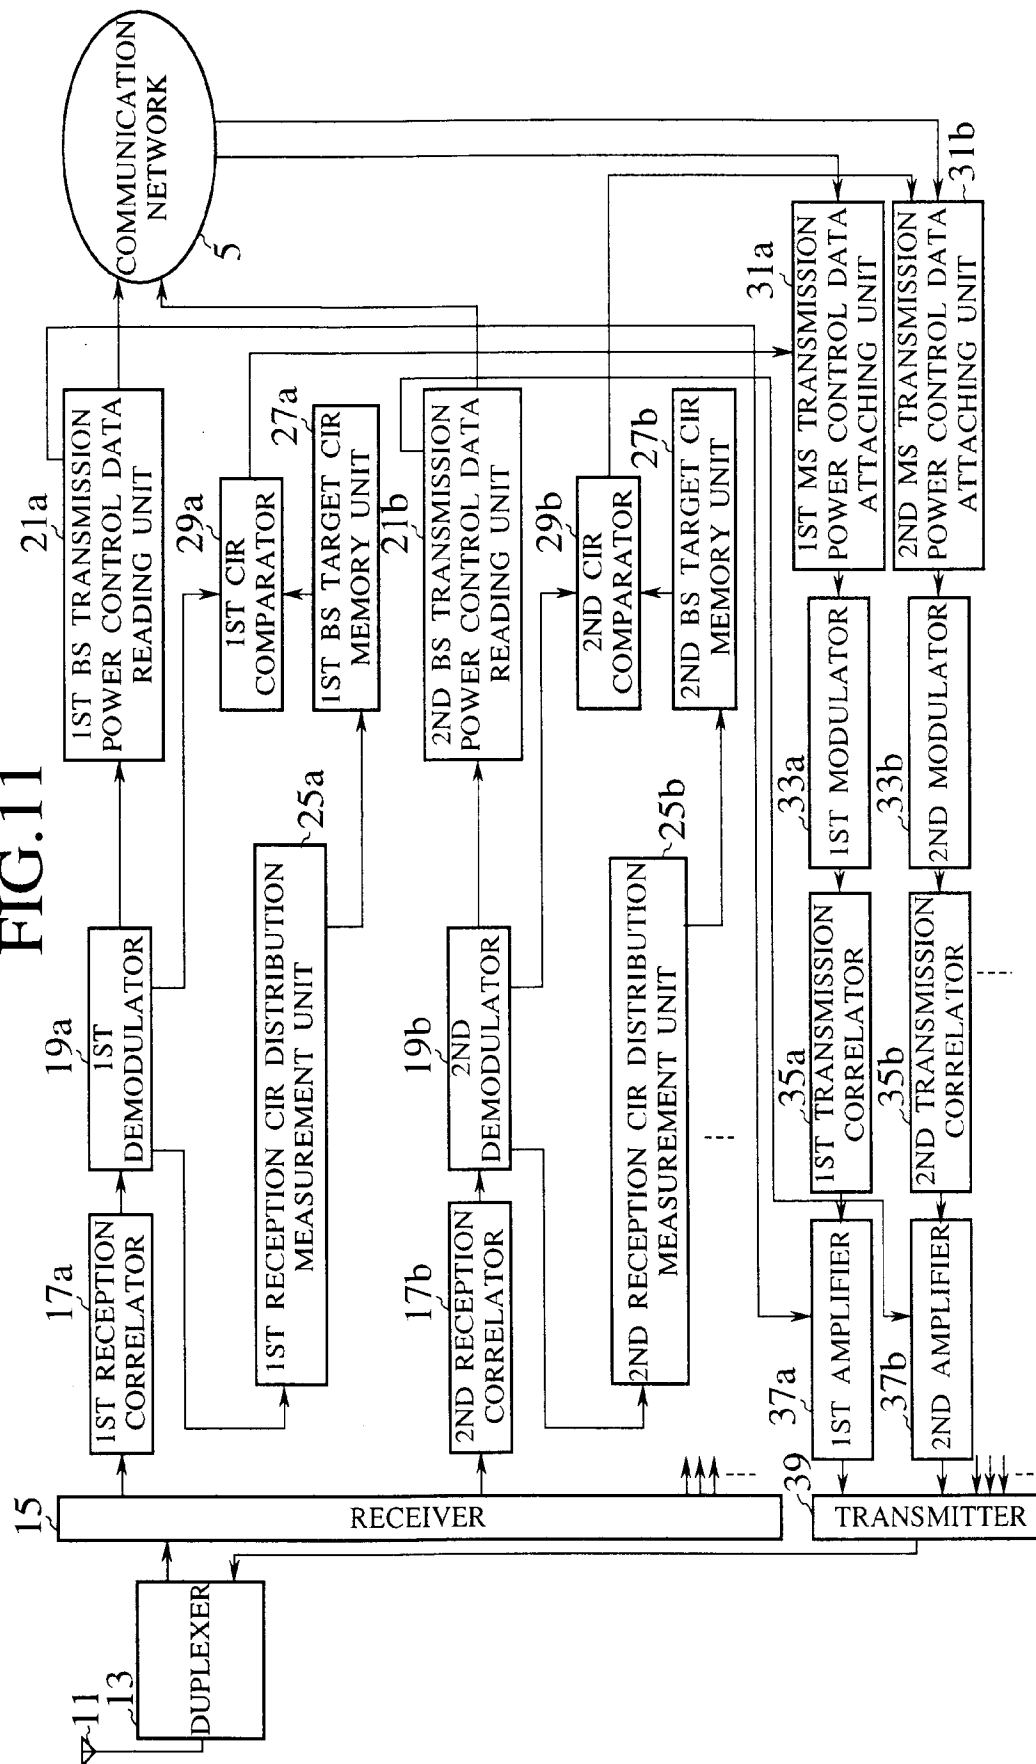 FIG.11
11
13
DUPLEXER
15
RECEIVER
17a
1ST RECEPTION
CORRELATOR
19a
1ST
DEMODULATOR
21a
1ST BS TRANSMISSION
POWER CONTROL DATA
READING UNIT
COMMUNICATION
NETWORK
5
29a
1ST CIR
COMPARATOR
25a
1ST RECEPTION CIR DISTRIBUTION
MEASUREMENT UNIT
27a
1ST BS TARGET CIR
MEMORY UNIT
17b
2ND RECEPTION
CORRELATOR
19b
2ND
DEMODULATOR
21b
2ND BS TRANSMISSION
POWER CONTROL DATA
READING UNIT
29b
2ND CIR
COMPARATOR
25b
2ND RECEPTION CIR DISTRIBUTION
MEASUREMENT UNIT
27b
2ND BS TARGET CIR
MEMORY UNIT
39
TRANSMITTER
37a
1ST AMPLIFIER
35a
1ST TRANSMISSION
CORRELATOR
33a
1ST MODULATOR
31a
1ST MS TRANSMISSION
POWER CONTROL DATA
ATTACHING UNIT
37b
2ND AMPLIFIER
35b
2ND TRANSMISSION
CORRELATOR
33b
2ND MODULATOR
31b
2ND MS TRANSMISSION
POWER CONTROL DATA
ATTACHING UNIT